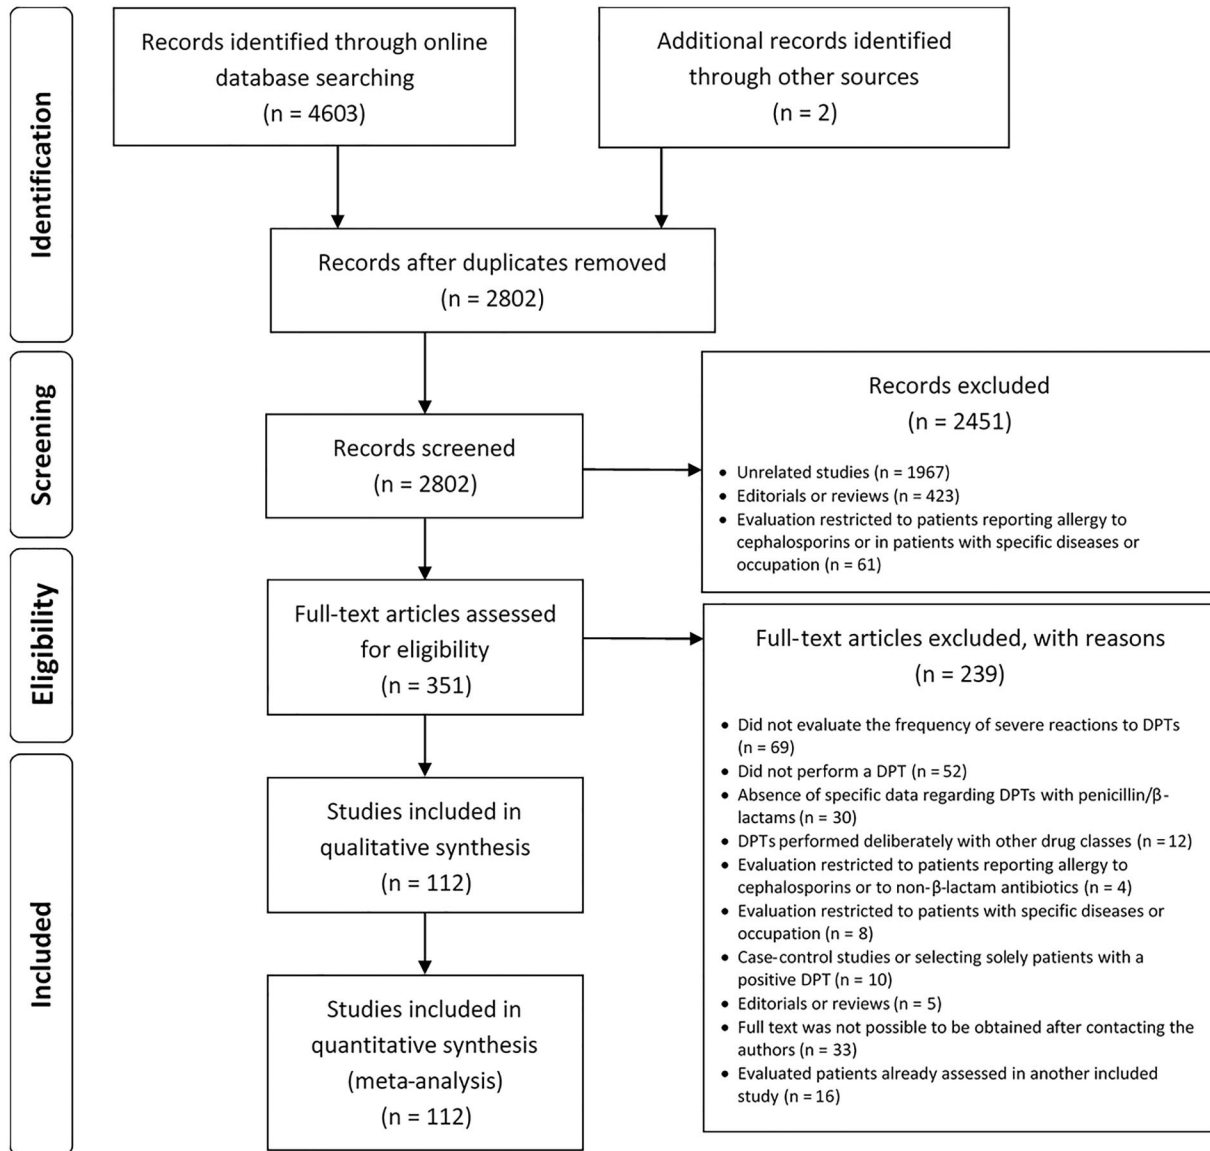 Identification
Records identified through online
database searching
(n = 4603)
Additional records identified
through other sources
(n = 2)
Records after duplicates removed
(n = 2802)
Screening
Records screened
(n = 2802)
Records excluded
(n = 2451)
• Unrelated studies (n = 1967)
• Editorials or reviews (n = 423)
• Evaluation restricted to patients reporting allergy to
cephalosporins or in patients with specific diseases or
occupation (n = 61)
Eligibility
Full-text articles assessed
for eligibility
(n = 351)
Full-text articles excluded, with reasons
(n = 239)
• Did not evaluate the frequency of severe reactions to DPTs
(n = 69)
• Did not perform a DPT (n = 52)
• Absence of specific data regarding DPTs with penicillin/β-
lactams (n = 30)
• DPTs performed deliberately with other drug classes (n = 12)
• Evaluation restricted to patients reporting allergy to
cephalosporins or to non-β-lactam antibiotics (n = 4)
• Evaluation restricted to patients with specific diseases or
occupation (n = 8)
• Case-control studies or selecting solely patients with a
positive DPT (n = 10)
• Editorials or reviews (n = 5)
• Full text was not possible to be obtained after contacting the
authors (n = 33)
• Evaluated patients already assessed in another included
study (n = 16)
Included
Studies included in
qualitative synthesis
(n = 112)
Studies included in
quantitative synthesis
(meta-analysis)
(n = 112)